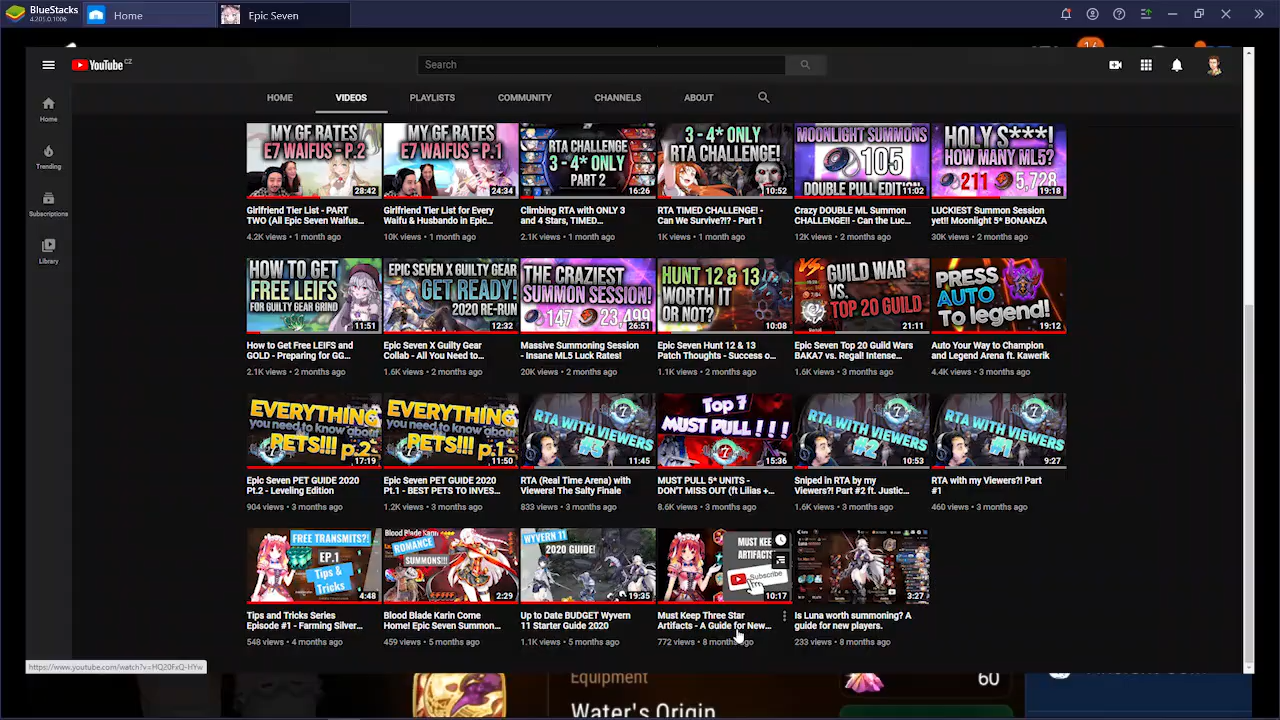 BlueStacks
4.201.0.1006
Home
Epic Seven
YouTube CZ
Search
HOME
VIDEOS
PLAYLISTS
COMMUNITY
CHANNELS
ABOUT
Home
Trending
Subscriptions
Library
MY GF RATES
E7 WAIFUS - P.2
28:42
MY GF RATES
E7 WAIFUS - P.1
24:34
RTA CHALLENGE
3 - 4* ONLY
PART 2
16:26
3 - 4* ONLY
RTA CHALLENGE!
10:52
MOONLIGHT SUMMONS
105
DOUBLE PULL EDITION
11:02
HOLY S***!
HOW MANY ML5?
211 5,728
19:18
Girlfriend Tier List - PART
TWO (All Epic Seven Waifus...
4.2K views • 1 month ago
Girlfriend Tier List for Every
Waifu & Husbando in Epic...
10K views • 1 month ago
Climbing RTA with ONLY 3
and 4 Stars, TIMED...
2.1K views • 1 month ago
RTA TIMED CHALLENGE! -
Can We Survive?!? - Part 1
1K views • 1 month ago
Crazy DOUBLE ML Summon
CHALLENGE!! - Can the Luc...
12K views • 2 months ago
LUCKIEST Summon Session
yet!! Moonlight 5* BONANZA
30K views • 2 months ago
HOW TO GET
FREE LEIFS
FOR GUILTY GEAR GRIND
11:51
EPIC SEVEN X GUILTY GEAR
GET READY!
2020 RE-RUN
12:32
THE CRAZIEST
SUMMON SESSION!
147 23,499
26:51
HUNT 12 & 13
WORTH IT
OR NOT?
10:08
VS.
GUILD WAR
VS.
TOP 20 GUILD
21:11
PRESS
AUTO
To legend!
19:12
How to Get Free LEIFS and
GOLD - Preparing for GG...
2.1K views • 2 months ago
Epic Seven X Guilty Gear
Collab - All You Need to...
1.6K views • 2 months ago
Massive Summoning Session
- Insane ML5 Luck Rates!
20K views • 2 months ago
Epic Seven Hunt 12 & 13
Patch Thoughts - Success o...
1.1K views • 2 months ago
Epic Seven Top 20 Guild Wars
BAKA7 vs. Regal! Intense...
1.6K views • 3 months ago
Auto Your Way to Champion
and Legend Arena ft. Kawerik
4.4K views • 3 months ago
EVERYTHING
you need to know about
PETS!!! p.2
17:19
EVERYTHING
you need to know about
PETS!!! p.1
11:50
RTA WITH VIEWERS
#3
11:45
Top 7
MUST PULL!!!
15:36
RTA WITH VIEWERS
#2
10:53
RTA WITH VIEWERS
#1
9:27
Epic Seven PET GUIDE 2020
PT.2 - Leveling Edition
904 views • 3 months ago
Epic Seven PET GUIDE 2020
PT.1 - BEST PETS TO INVES...
1.2K views • 3 months ago
RTA (Real Time Arena) with
Viewers! The Salty Finale
833 views • 3 months ago
MUST PULL 5* UNITS -
DON'T MISS OUT (ft Lilias +...
8.6K views • 3 months ago
Sniped in RTA by my
Viewers?! Part #2 ft. Justic...
1.6K views • 3 months ago
RTA with my Viewers?! Part
#1
460 views • 3 months ago
FREE TRANSMITS?!
EP.1
Tips &
Tricks
4:48
Blood Blade Karin
ROMANCE
SUMMONS!!!
2:29
WYVERN 11
2020 GUIDE!
19:35
MUST KEE
ARTIFACTS
Subscribe
10:17
3:27
Tips and Tricks Series
Episode #1 - Farming Silver...
548 views • 4 months ago
Blood Blade Karin Come
Home! Epic Seven Summon...
459 views • 5 months ago
Up to Date BUDGET Wyvern
11 Starter Guide 2020
1.1K views • 5 months ago
Must Keep Three Star
Artifacts - A Guide for New...
772 views • 8 months ago
Is Luna worth summoning? A
guide for new players.
233 views • 8 months ago
https://www.youtube.com/watch?v=HQ20FxQ-HYw
Equipment
60
Water's Origin